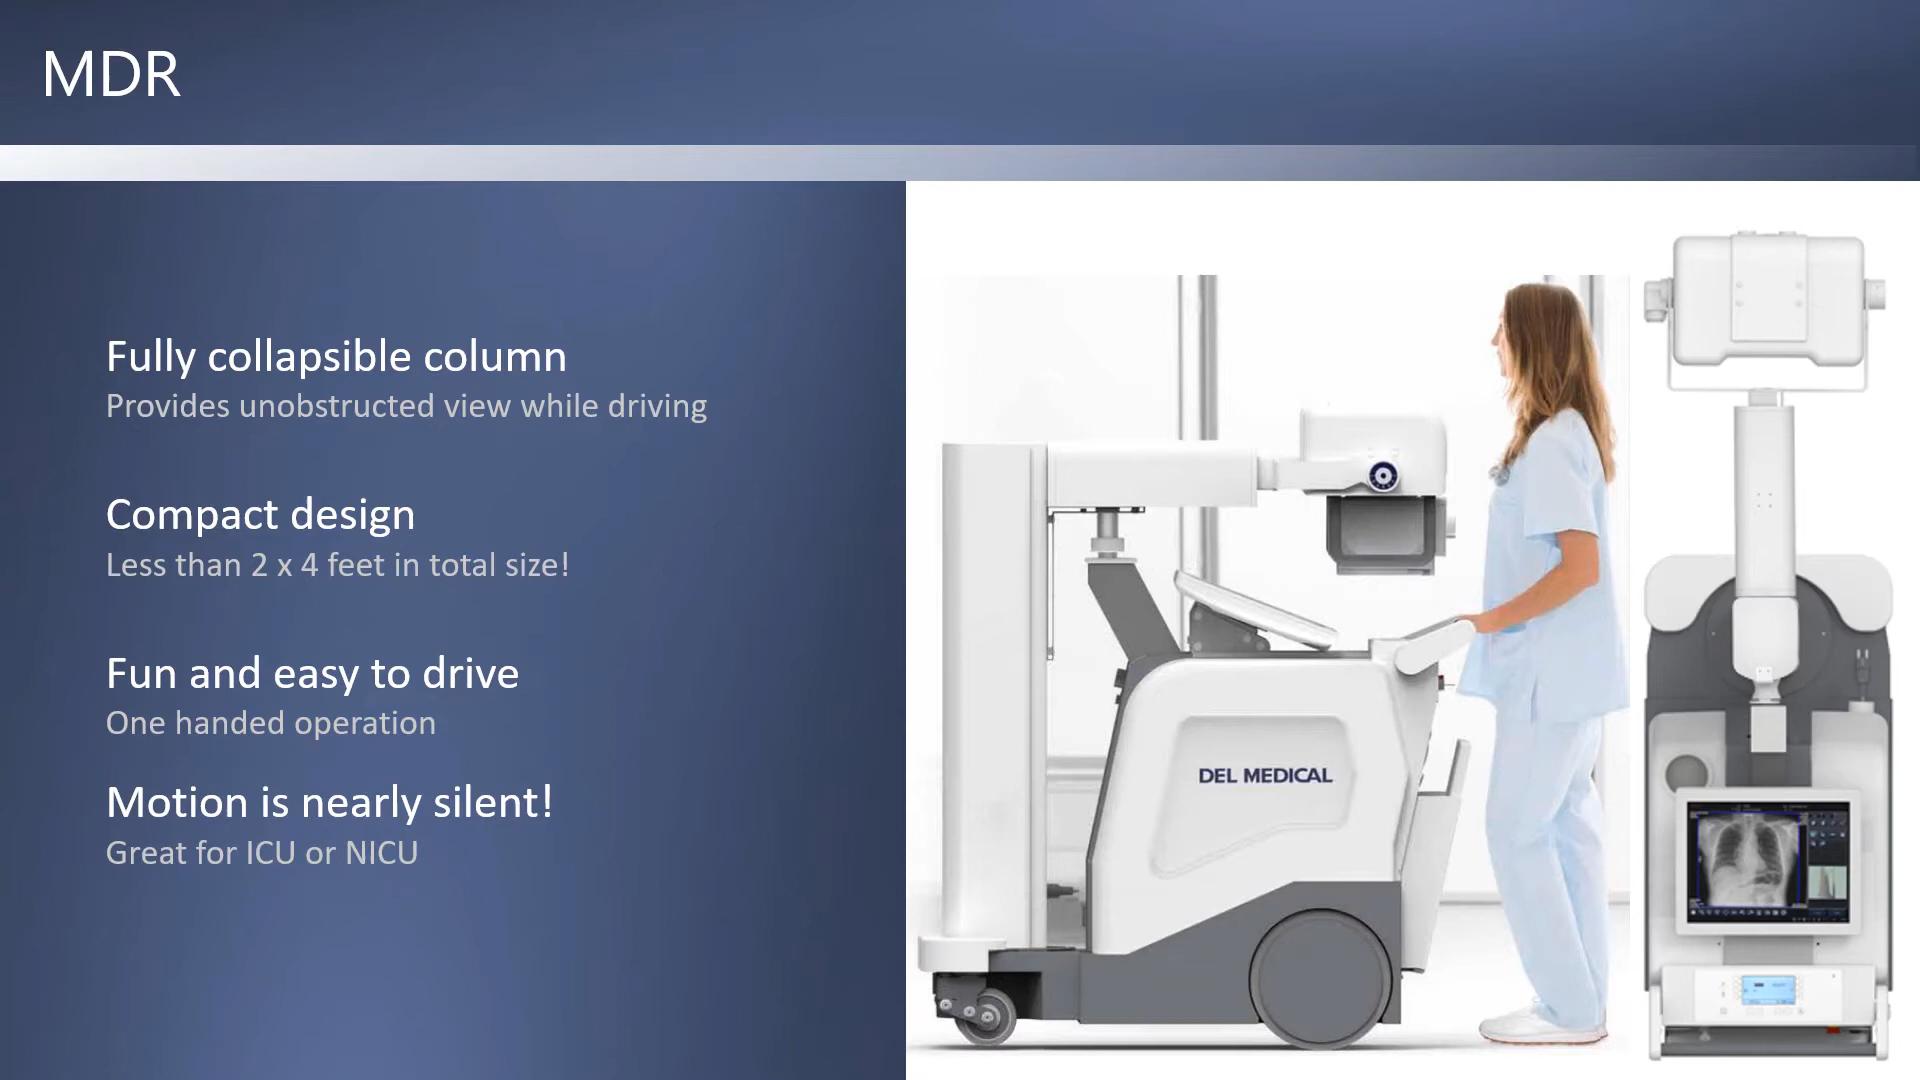 MDR
Fully collapsible column
Provides unobstructed view while driving
Compact design
Less than 2 x 4 feet in total size!
Fun and easy to drive
One handed operation
Motion is nearly silent!
Great for ICU or NICU
DEL MEDICAL